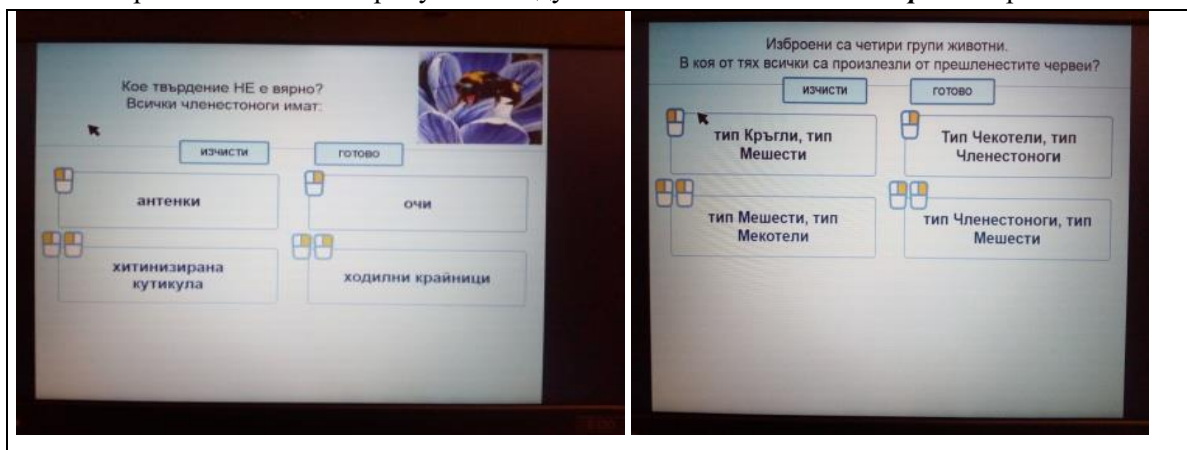 Кое твърдение НЕ е вярно?
Всички членестоноги имат:
изчисти
готово
антенки
очи
хитинизирана
кутикула
ходилни крайници
Изброени са четири групи животни.
В коя от тях всички са произлезли от прешленестите червеи?
изчисти
готово
тип Кръгли, тип
Мешести
Тип Чекотели, тип
Членестоноги
тип Мешести, тип
Мекотели
тип Членестоноги, тип
Мешести